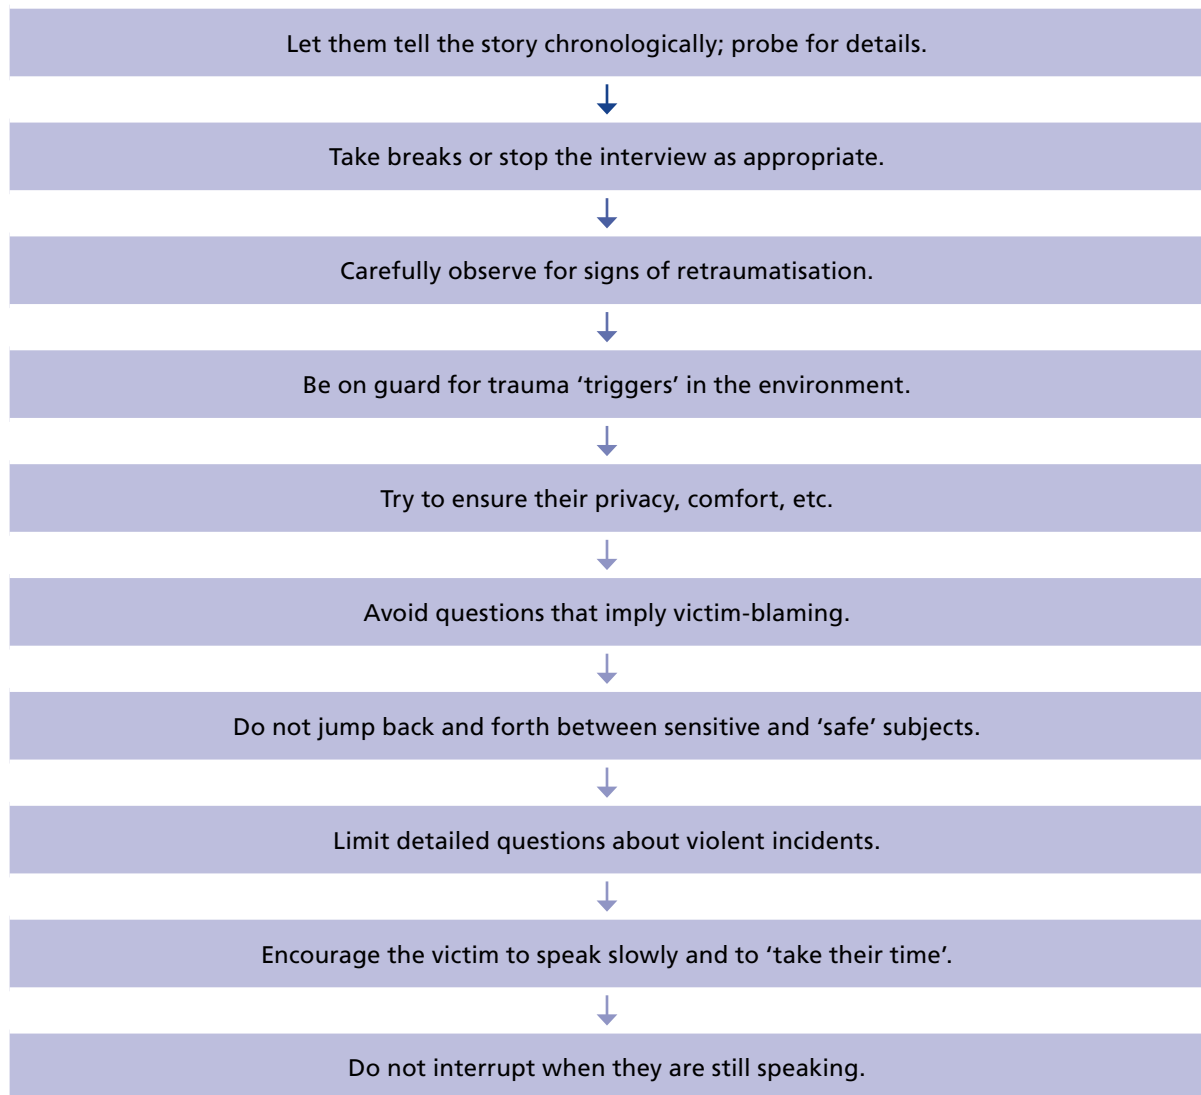 Let them tell the story chronologically; probe for details.
Take breaks or stop the interview as appropriate.
Carefully observe for signs of retraumatisation.
Be on guard for trauma ‘triggers’ in the environment.
Try to ensure their privacy, comfort, etc.
Avoid questions that imply victim-blaming.
Do not jump back and forth between sensitive and ‘safe’ subjects.
Limit detailed questions about violent incidents.
Encourage the victim to speak slowly and to ‘take their time’.
Do not interrupt when they are still speaking.